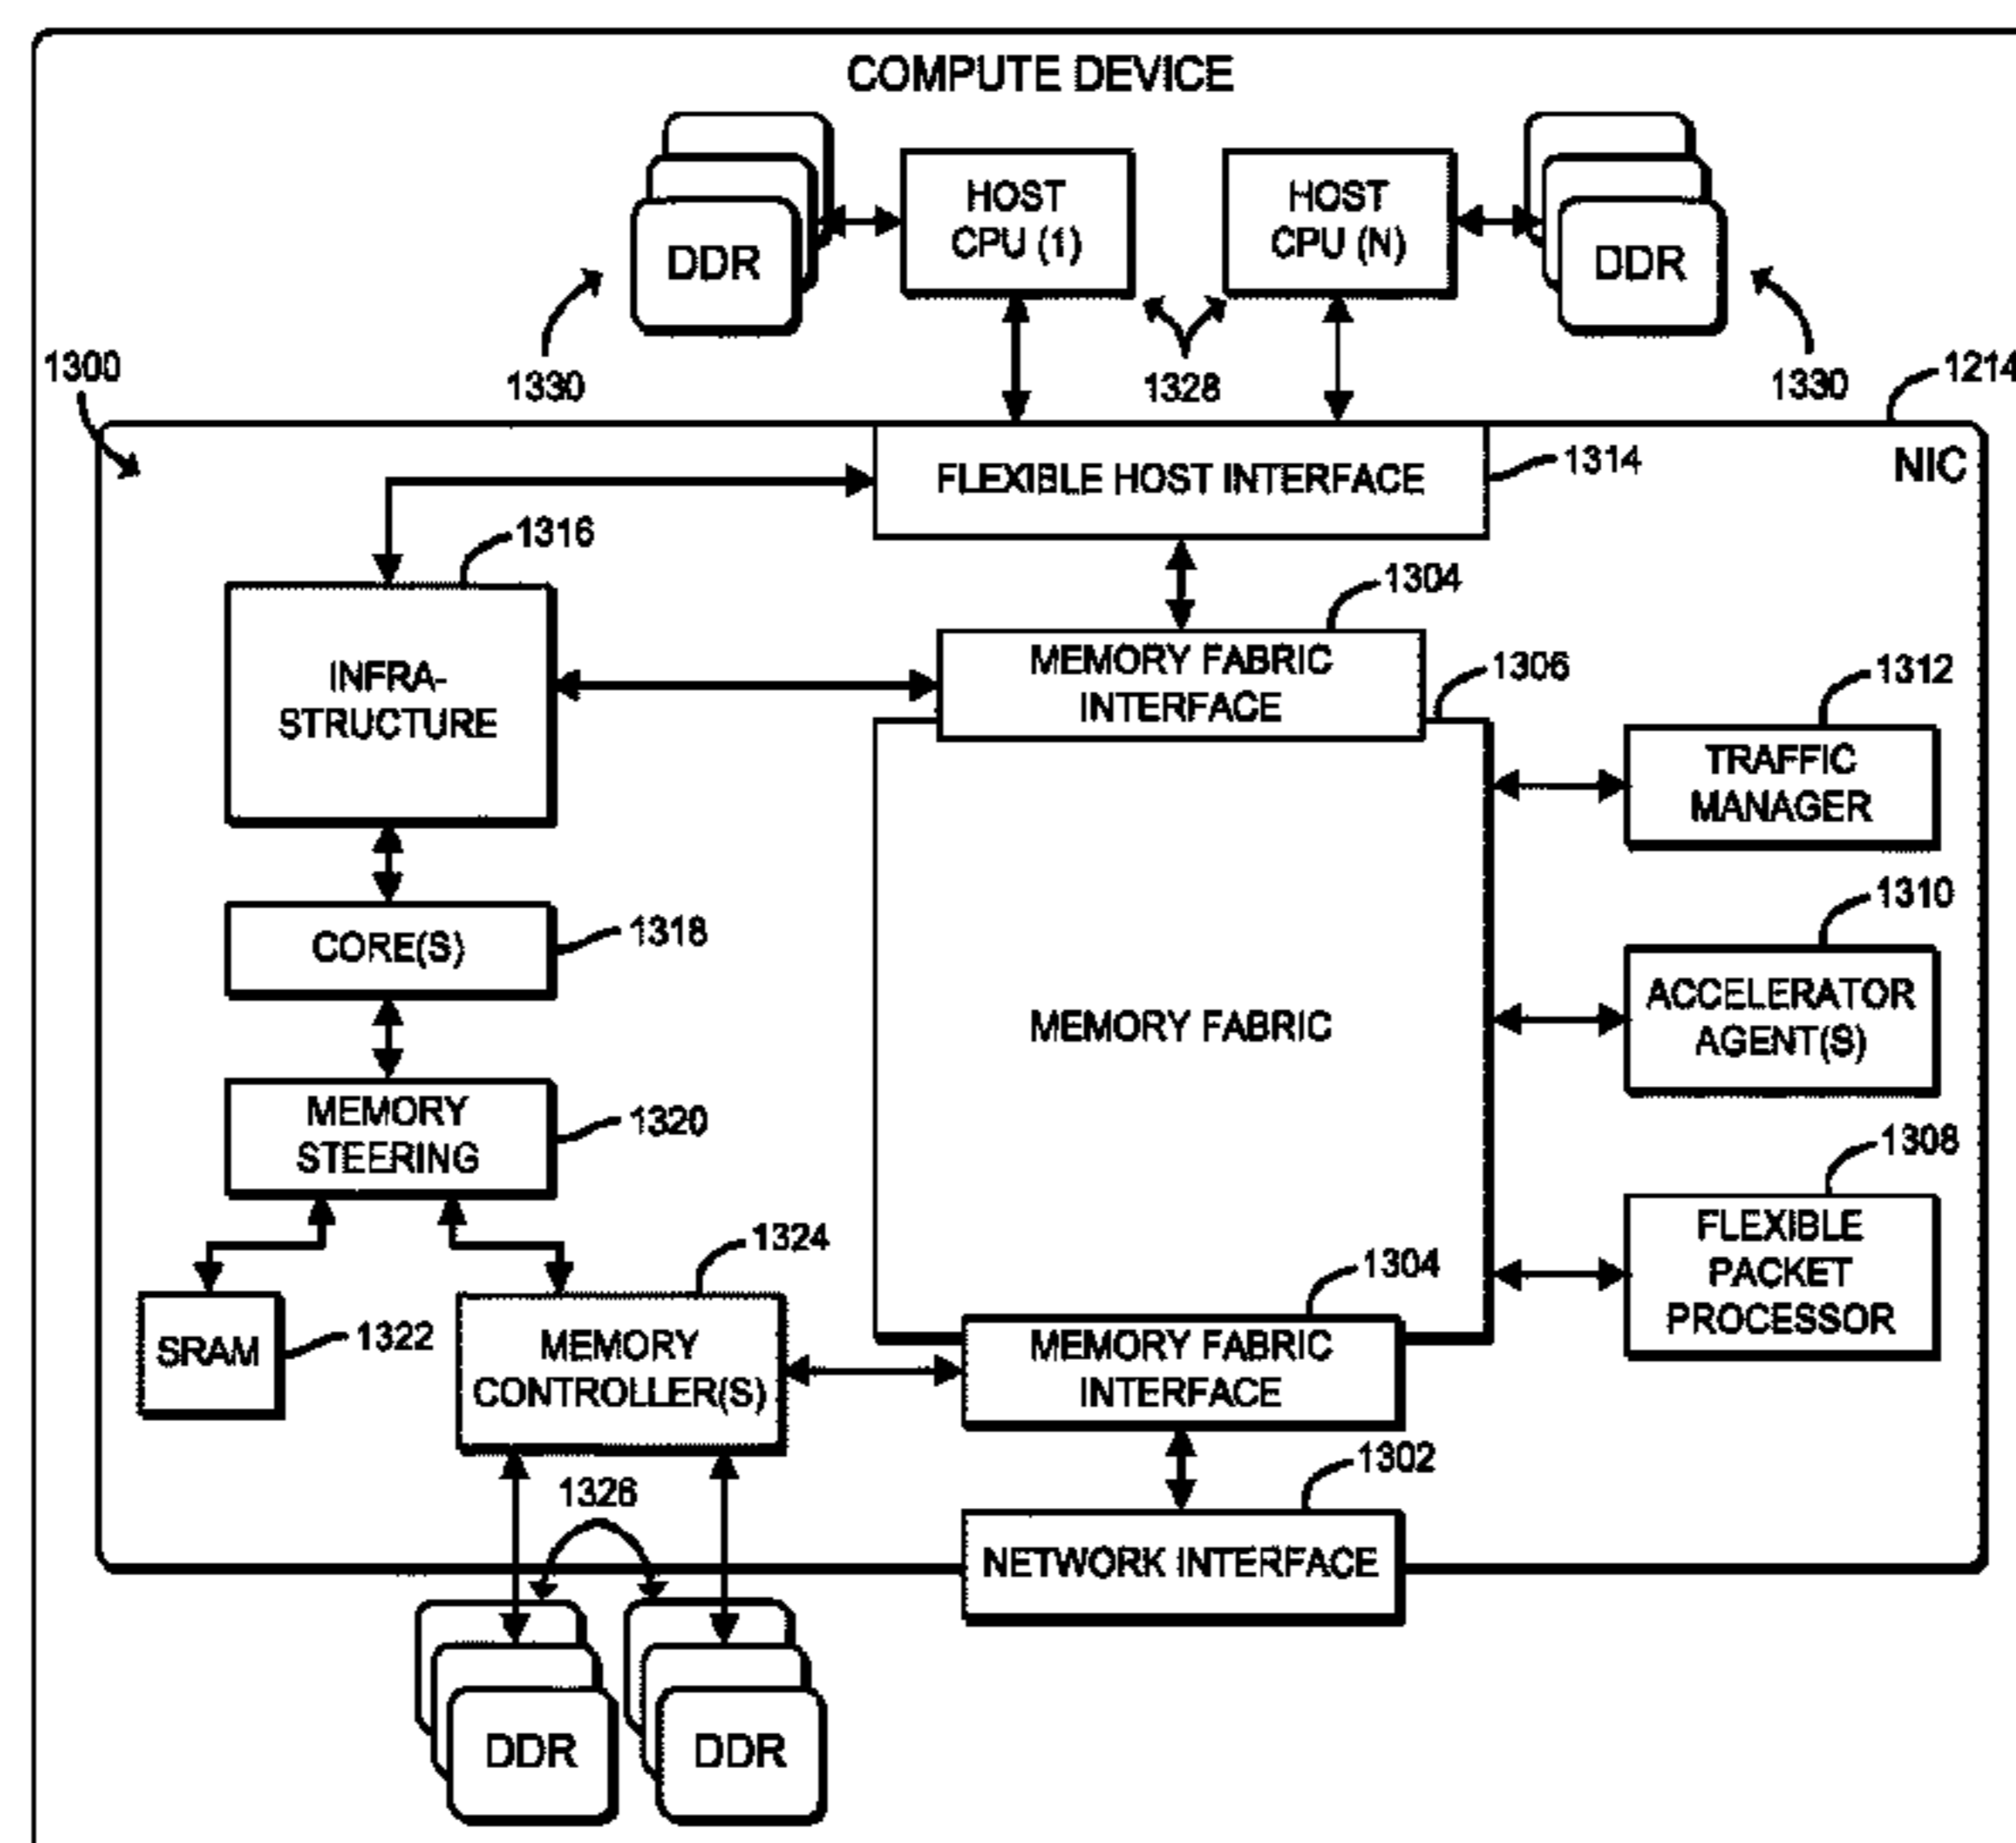 COMPUTE DEVICE
HOST
CPU (1)
HOST
CPU (N)
DDR
DDR
1330
1328
1330
1300
1214
NIC
FLEXIBLE HOST INTERFACE
1314
1316
1304
INFRA-
STRUCTURE
MEMORY FABRIC
INTERFACE
1306
1312
TRAFFIC
MANAGER
CORE(S)
1318
1310
MEMORY FABRIC
ACCELERATOR
AGENT(S)
MEMORY
STEERING
1320
1308
FLEXIBLE
PACKET
PROCESSOR
1324
1304
SRAM
1322
MEMORY
CONTROLLER(S)
MEMORY FABRIC
INTERFACE
1302
1326
NETWORK INTERFACE
DDR
DDR